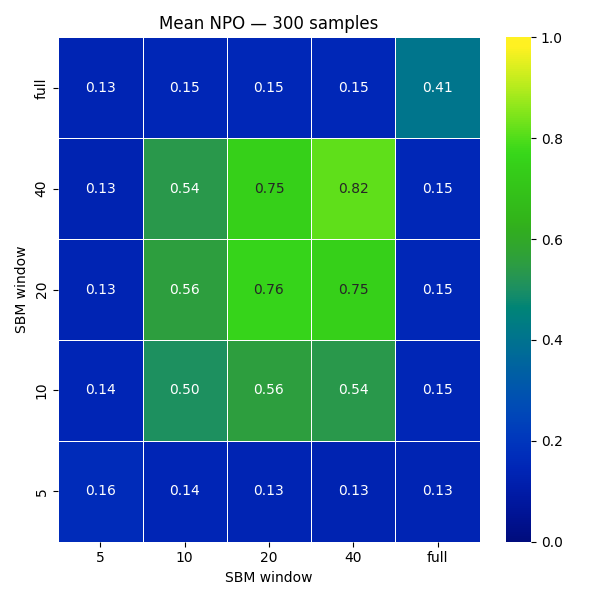 Mean NPO — 300 samples
SBM window
full 0.13 0.15 0.15 0.15 0.41
40 0.13 0.54 0.75 0.82 0.15
20 0.13 0.56 0.76 0.75 0.15
10 0.14 0.50 0.56 0.54 0.15
5 0.16 0.14 0.13 0.13 0.13
5 10 20 40 full
SBM window
1.0
0.8
0.6
0.4
0.2
0.0